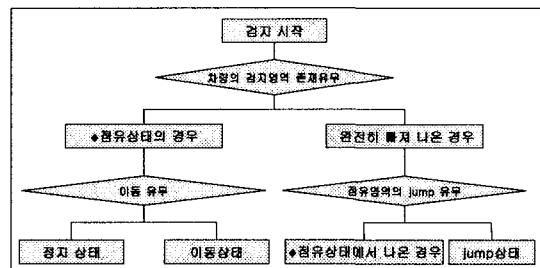 검지 시작
차량의 검지영역 존재유무
◆점유상태의 경우
완전히 빠져 나온 경우
이동 유무
점유영역의 jump 유무
정지 상태
이동상태
◆점유상태에서 나온 경우
jump상태